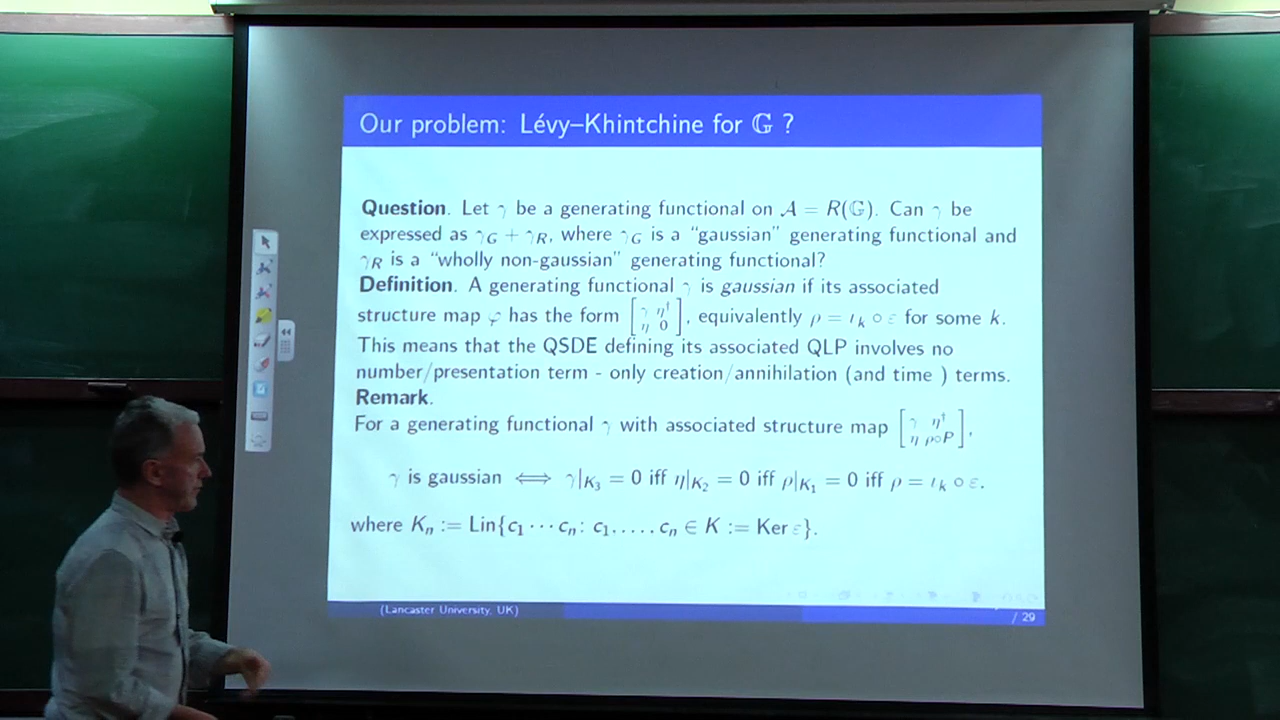 Our problem: Lévy–Khintchine for 𝔾 ?
Question. Let γ be a generating functional on 𝒜 = R(𝔾). Can γ be
expressed as γ_G + γ_R, where γ_G is a “gaussian” generating functional and
γ_R is a “wholly non-gaussian” generating functional?
Definition. A generating functional γ is gaussian if its associated
structure map φ has the form [γ η†; η 0], equivalently ρ = ι_k ∘ ε for some k.
This means that the QSDE defining its associated QLP involves no
number/presentation term - only creation/annihilation (and time ) terms.
Remark.
For a generating functional γ with associated structure map [γ η†; η ρ∘P],
γ is gaussian ⟺ γ|_{K_3} = 0 iff η|_{K_2} = 0 iff ρ|_{K_1} = 0 iff ρ = ι_k ∘ ε.
where K_n := Lin{c_1 ⋯ c_n : c_1, . . . , c_n ∈ K := Ker ε}.
(Lancaster University, UK)
/ 29